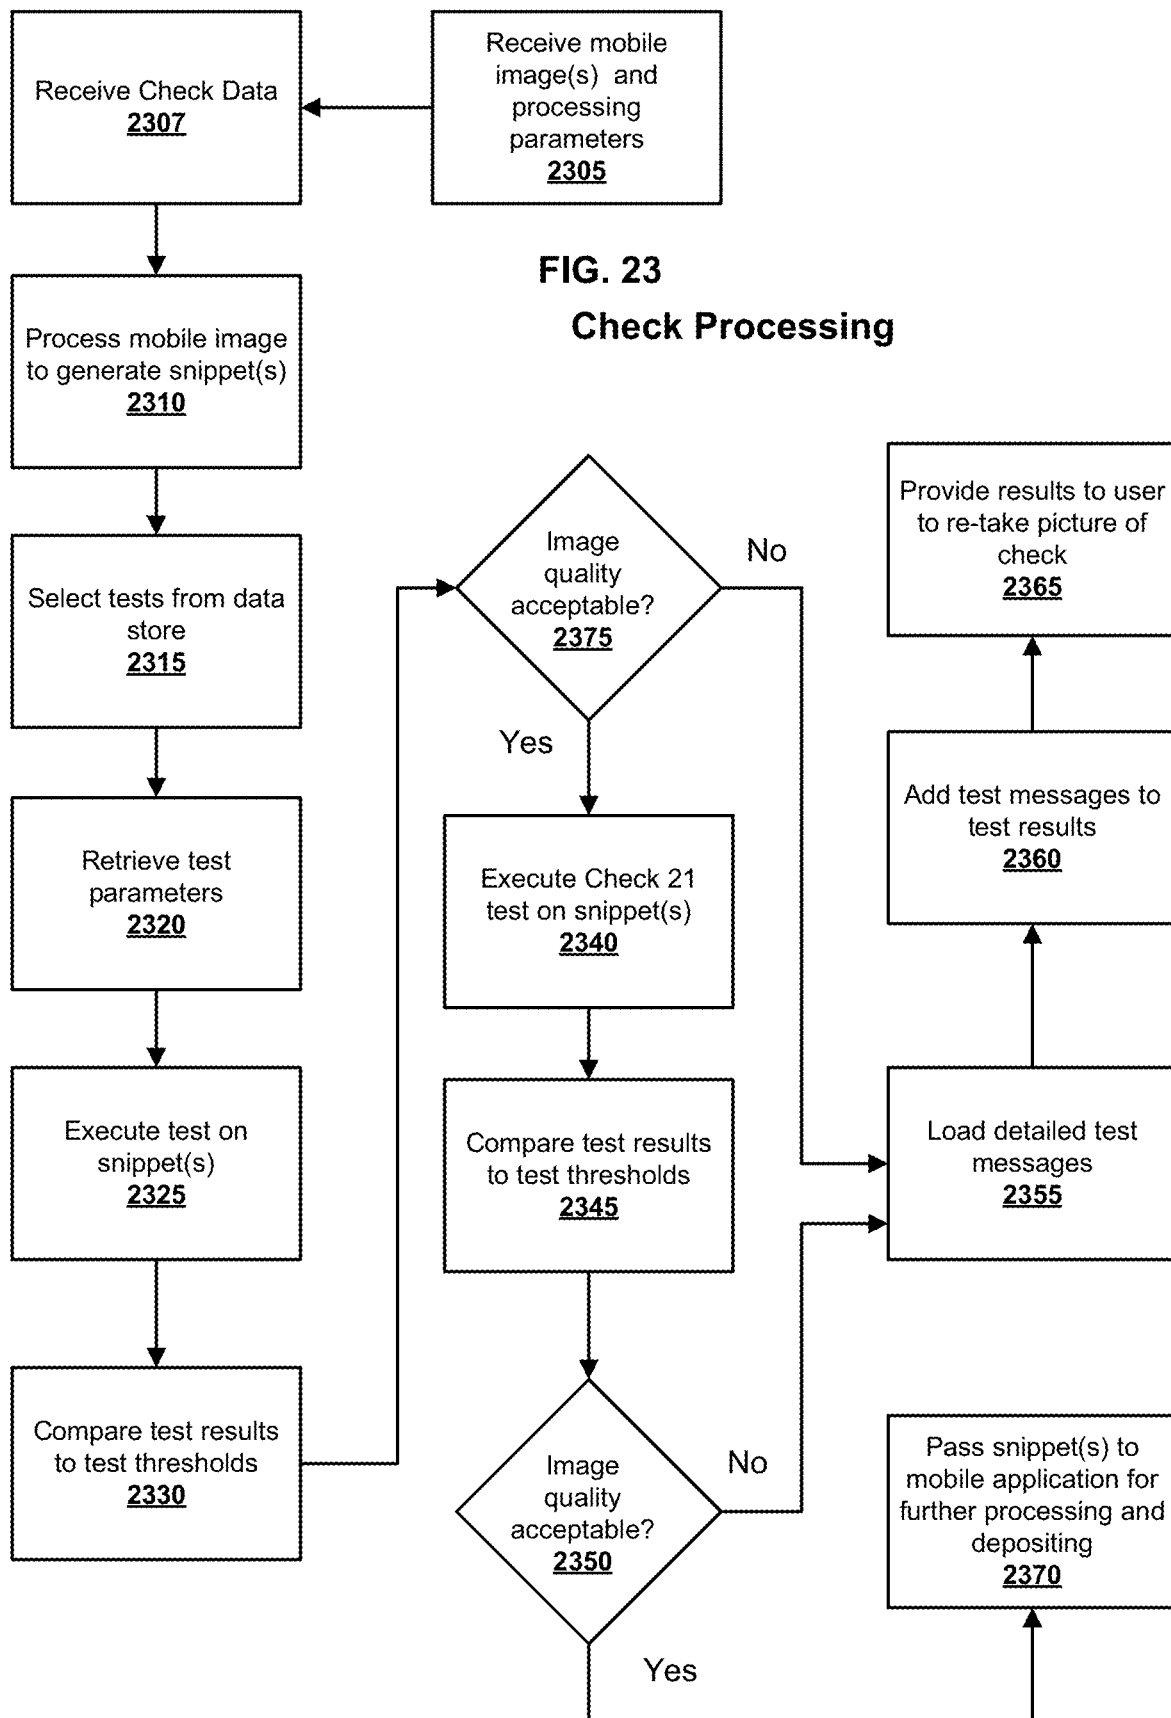 Receive Check Data
2307
Receive mobile
image(s) and
processing
parameters
2305
FIG. 23
Check Processing
Process mobile image
to generate snippet(s)
2310
Select tests from data
store
2315
Retrieve test
parameters
2320
Execute test on
snippet(s)
2325
Compare test results
to test thresholds
2330
Image
quality
acceptable?
2375
No
Yes
Execute Check 21
test on snippet(s)
2340
Compare test results
to test thresholds
2345
Image
quality
acceptable?
2350
No
Yes
Provide results to user
to re-take picture of
check
2365
Add test messages to
test results
2360
Load detailed test
messages
2355
Pass snippet(s) to
mobile application for
further processing and
depositing
2370